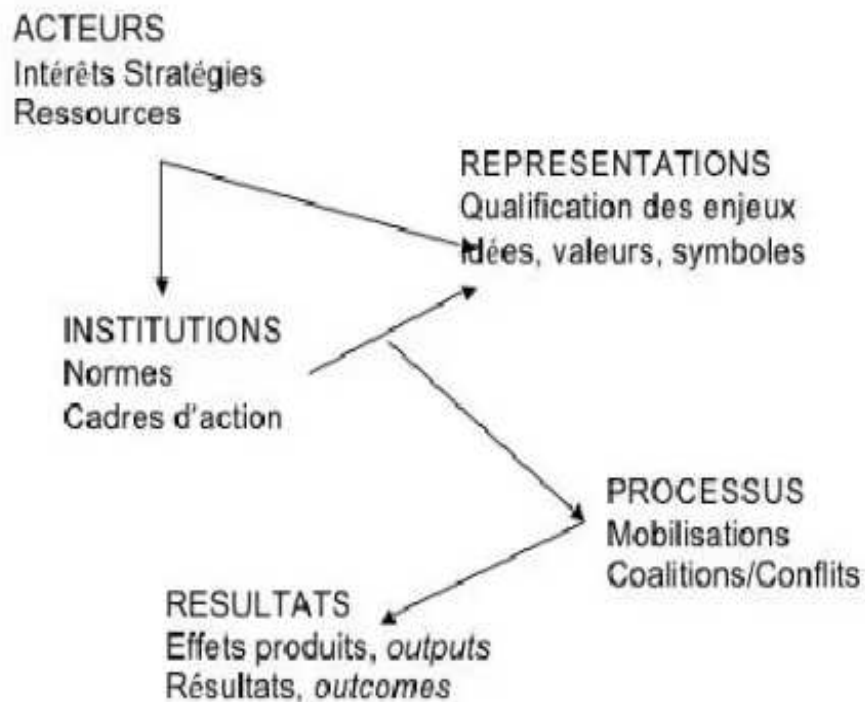 ACTEURS
Intérêts Stratégies
Ressources
REPRESENTATIONS
Qualification des enjeux
Idées, valeurs, symboles
INSTITUTIONS
Normes
Cadres d'action
PROCESSUS
Mobilisations
Coalitions/Conflits
RESULTATS
Effets produits, outputs
Résultats, outcomes